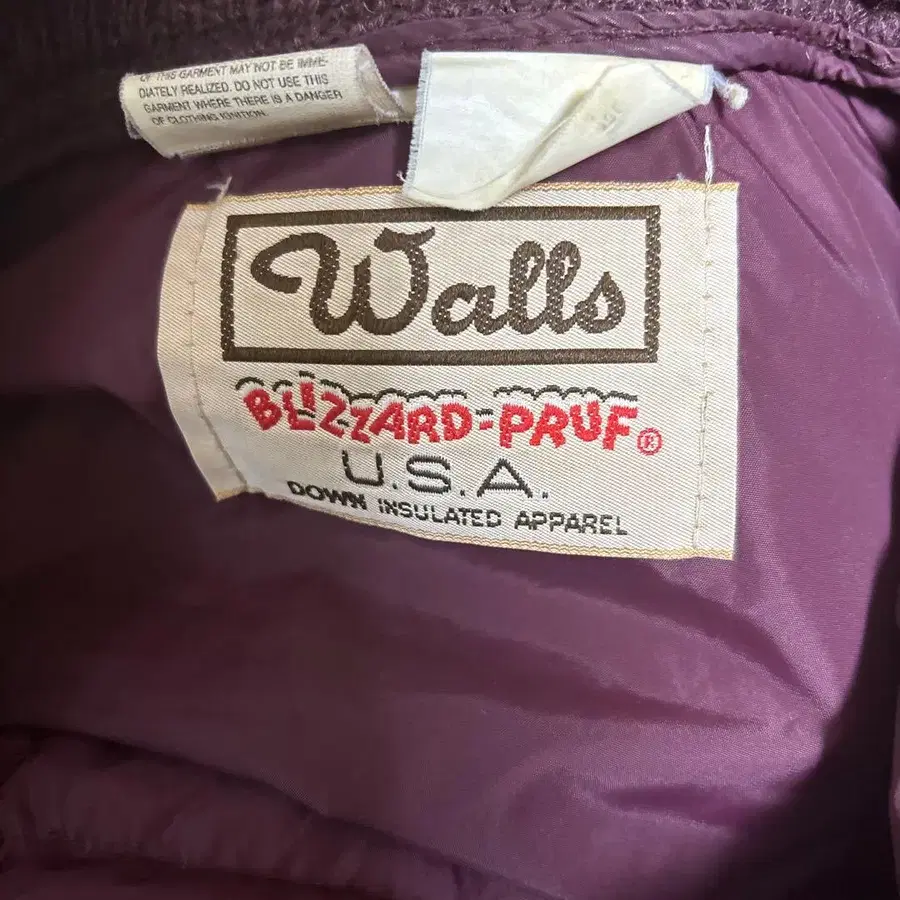 OF THIS GARMENT MAY NOT BE IMME-
DIATELY REALIZED. DO NOT USE THIS
GARMENT WHERE THERE IS A DANGER
OF CLOTHING IGNITION.
Walls
BLIZZARD-PRUF®
U.S.A.
DOWN INSULATED APPAREL